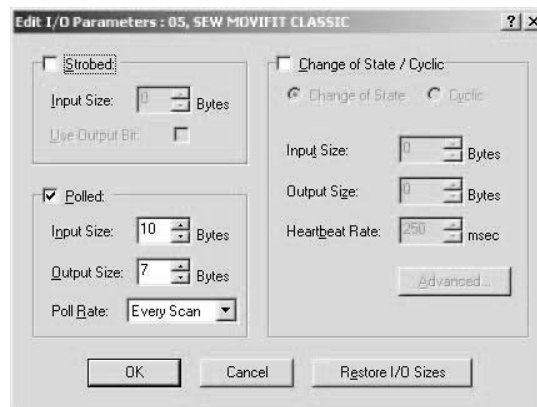 Edit I/O Parameters : 05, SEW MOVIFIT CLASSIC
Strobed:
Input Size: 0 Bytes
Use Output Bit:
Polled:
Input Size: 10 Bytes
Output Size: 7 Bytes
Poll Rate: Every Scan
Change of State / Cyclic
Change of State Cyclic
Input Size: 0 Bytes
Output Size: 0 Bytes
Heartbeat Rate: 250 msec
Advanced...
OK Cancel Restore I/O Sizes